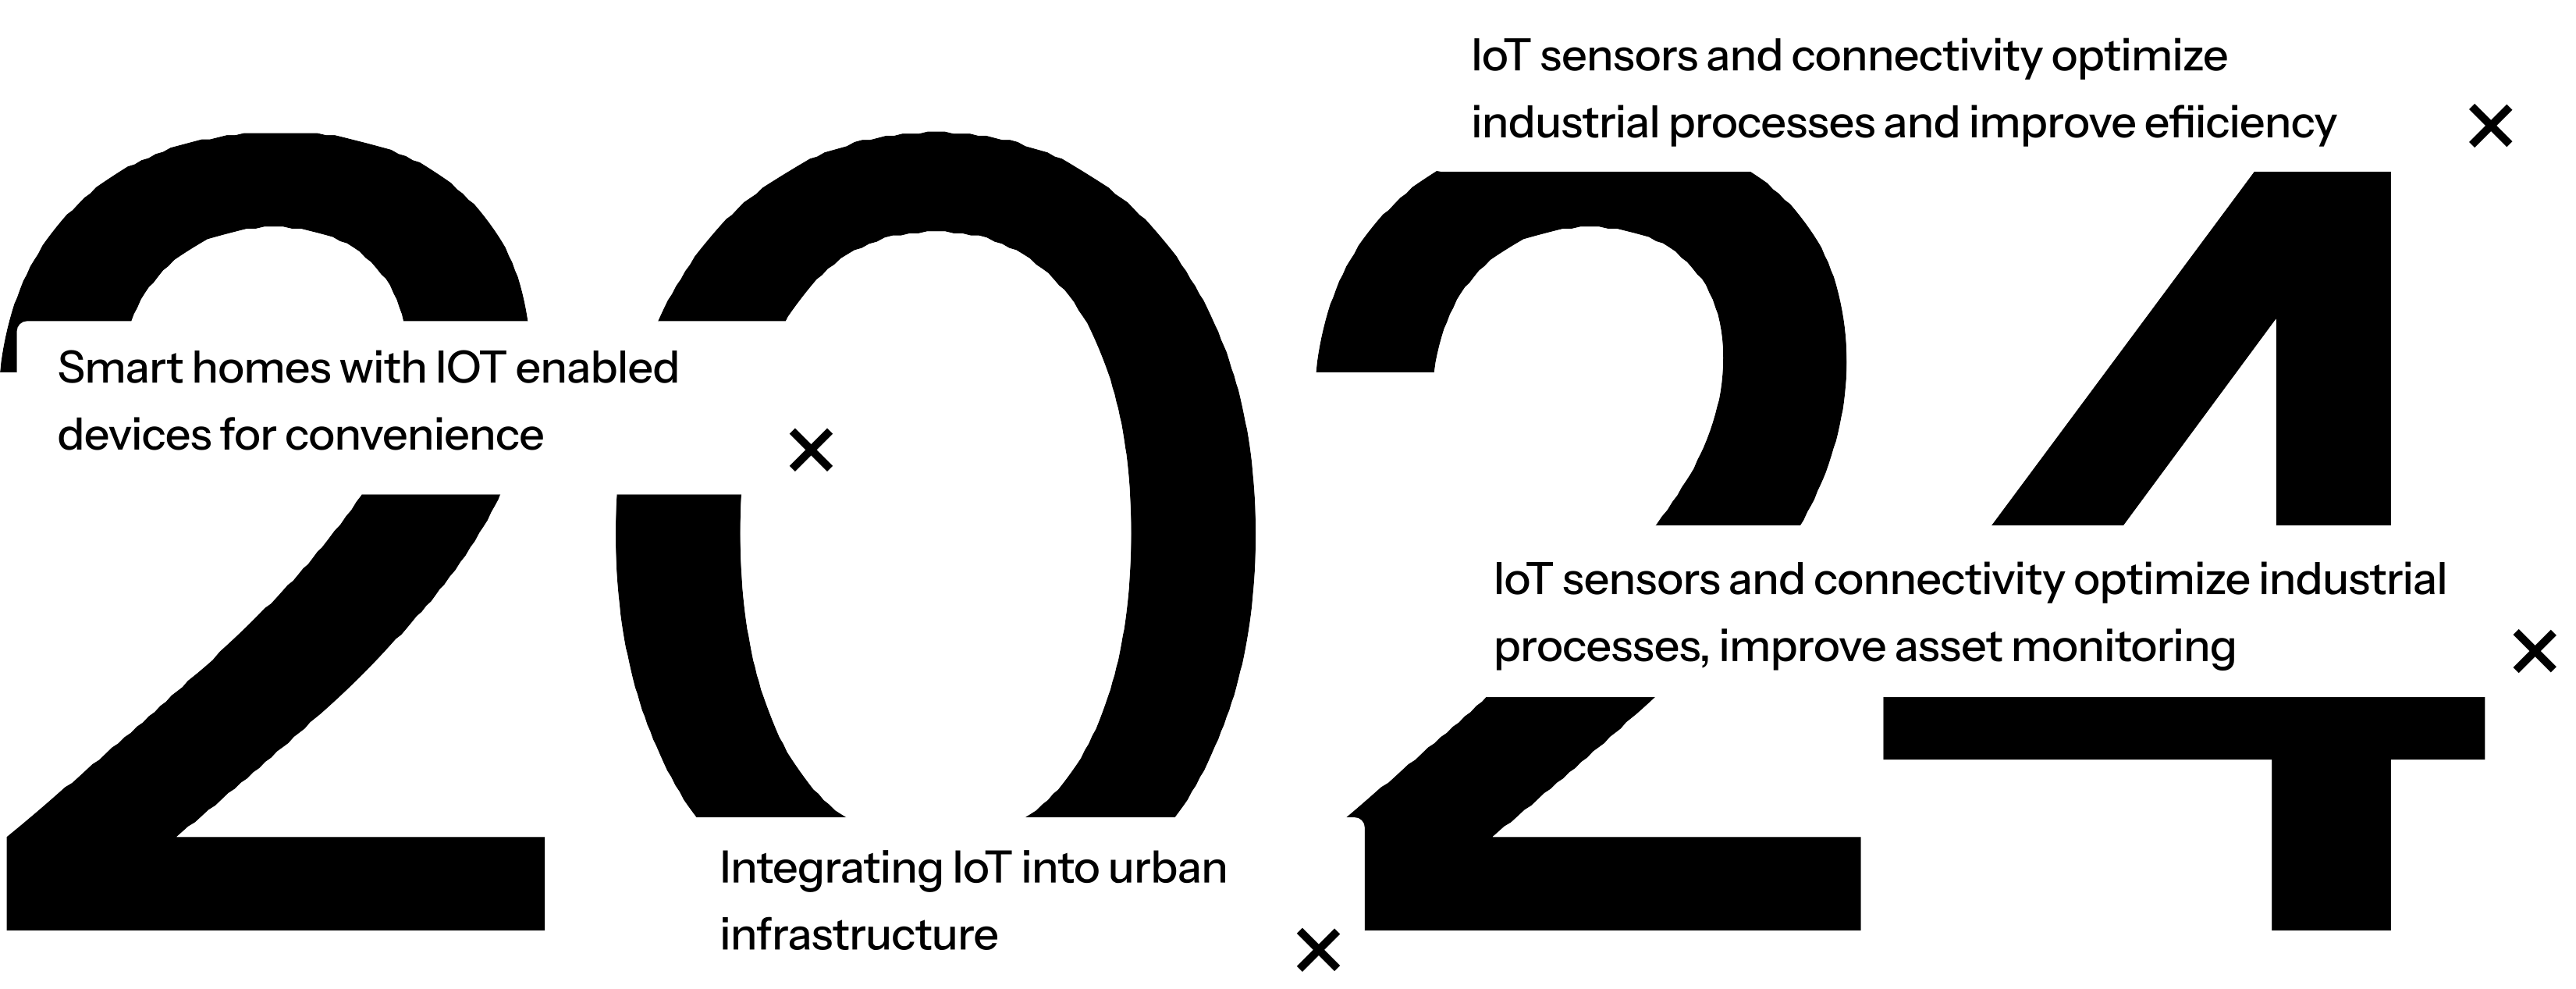 2024
IoT sensors and connectivity optimize
industrial processes and improve efiiciency
Smart homes with IOT enabled
devices for convenience
IoT sensors and connectivity optimize industrial
processes, improve asset monitoring
Integrating IoT into urban
infrastructure